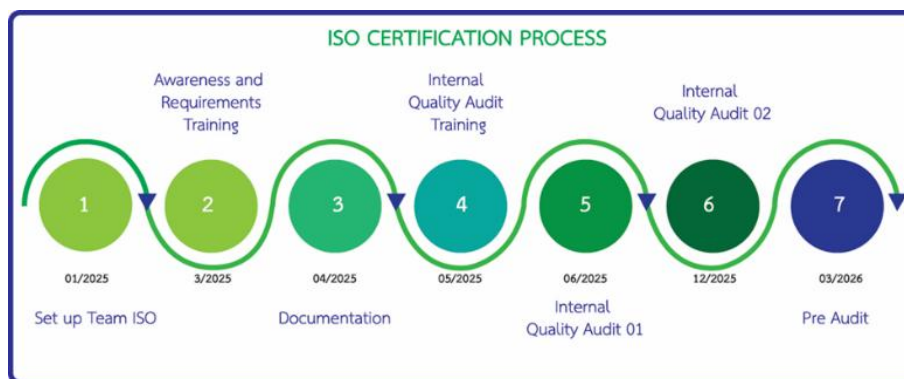 ISO CERTIFICATION PROCESS
Awareness and
Requirements
Training
Internal
Quality Audit
Training
Internal
Quality Audit 02
1
2
3
4
5
6
7
01/2025
3/2025
04/2025
05/2025
06/2025
12/2025
03/2026
Set up Team ISO
Documentation
Internal
Quality Audit 01
Pre Audit